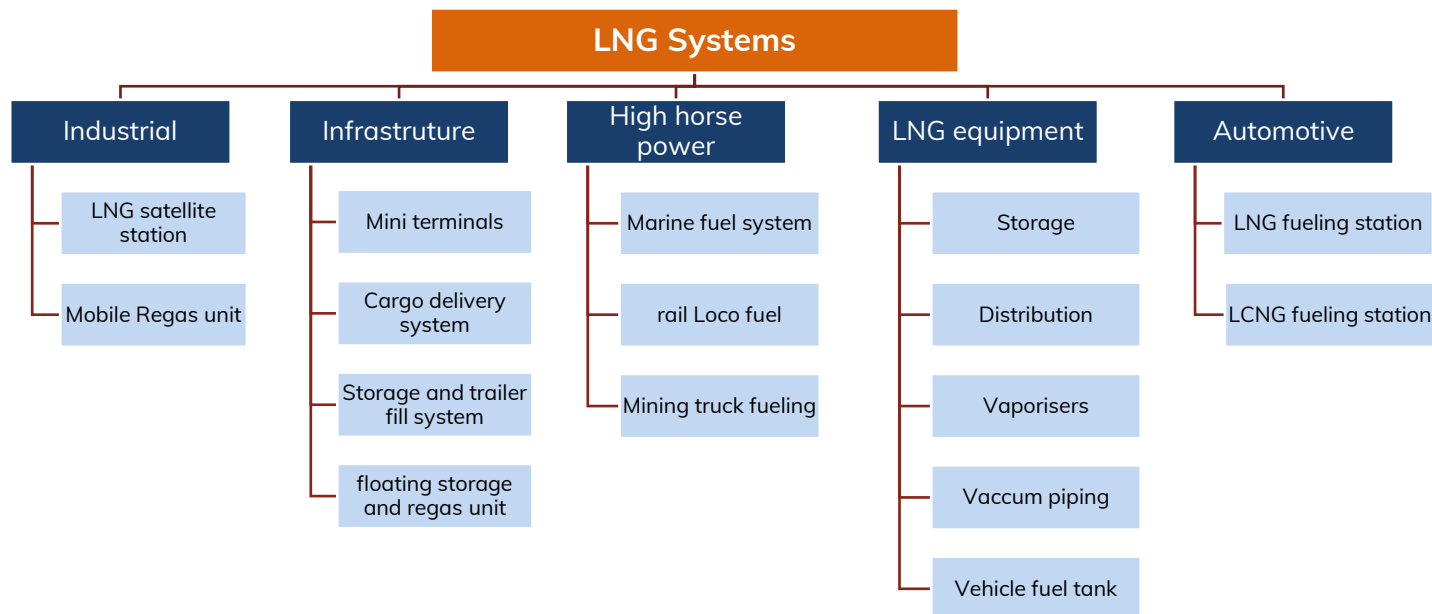 LNG Systems
Industrial
LNG satellite
station
Mobile Regas unit
Infrastruture
Mini terminals
Cargo delivery
system
Storage and trailer
fill system
floating storage
and regas unit
High horse
power
Marine fuel system
rail Loco fuel
Mining truck fueling
LNG equipment
Storage
Distribution
Vaporisers
Vaccum piping
Vehicle fuel tank
Automotive
LNG fueling station
LCNG fueling station